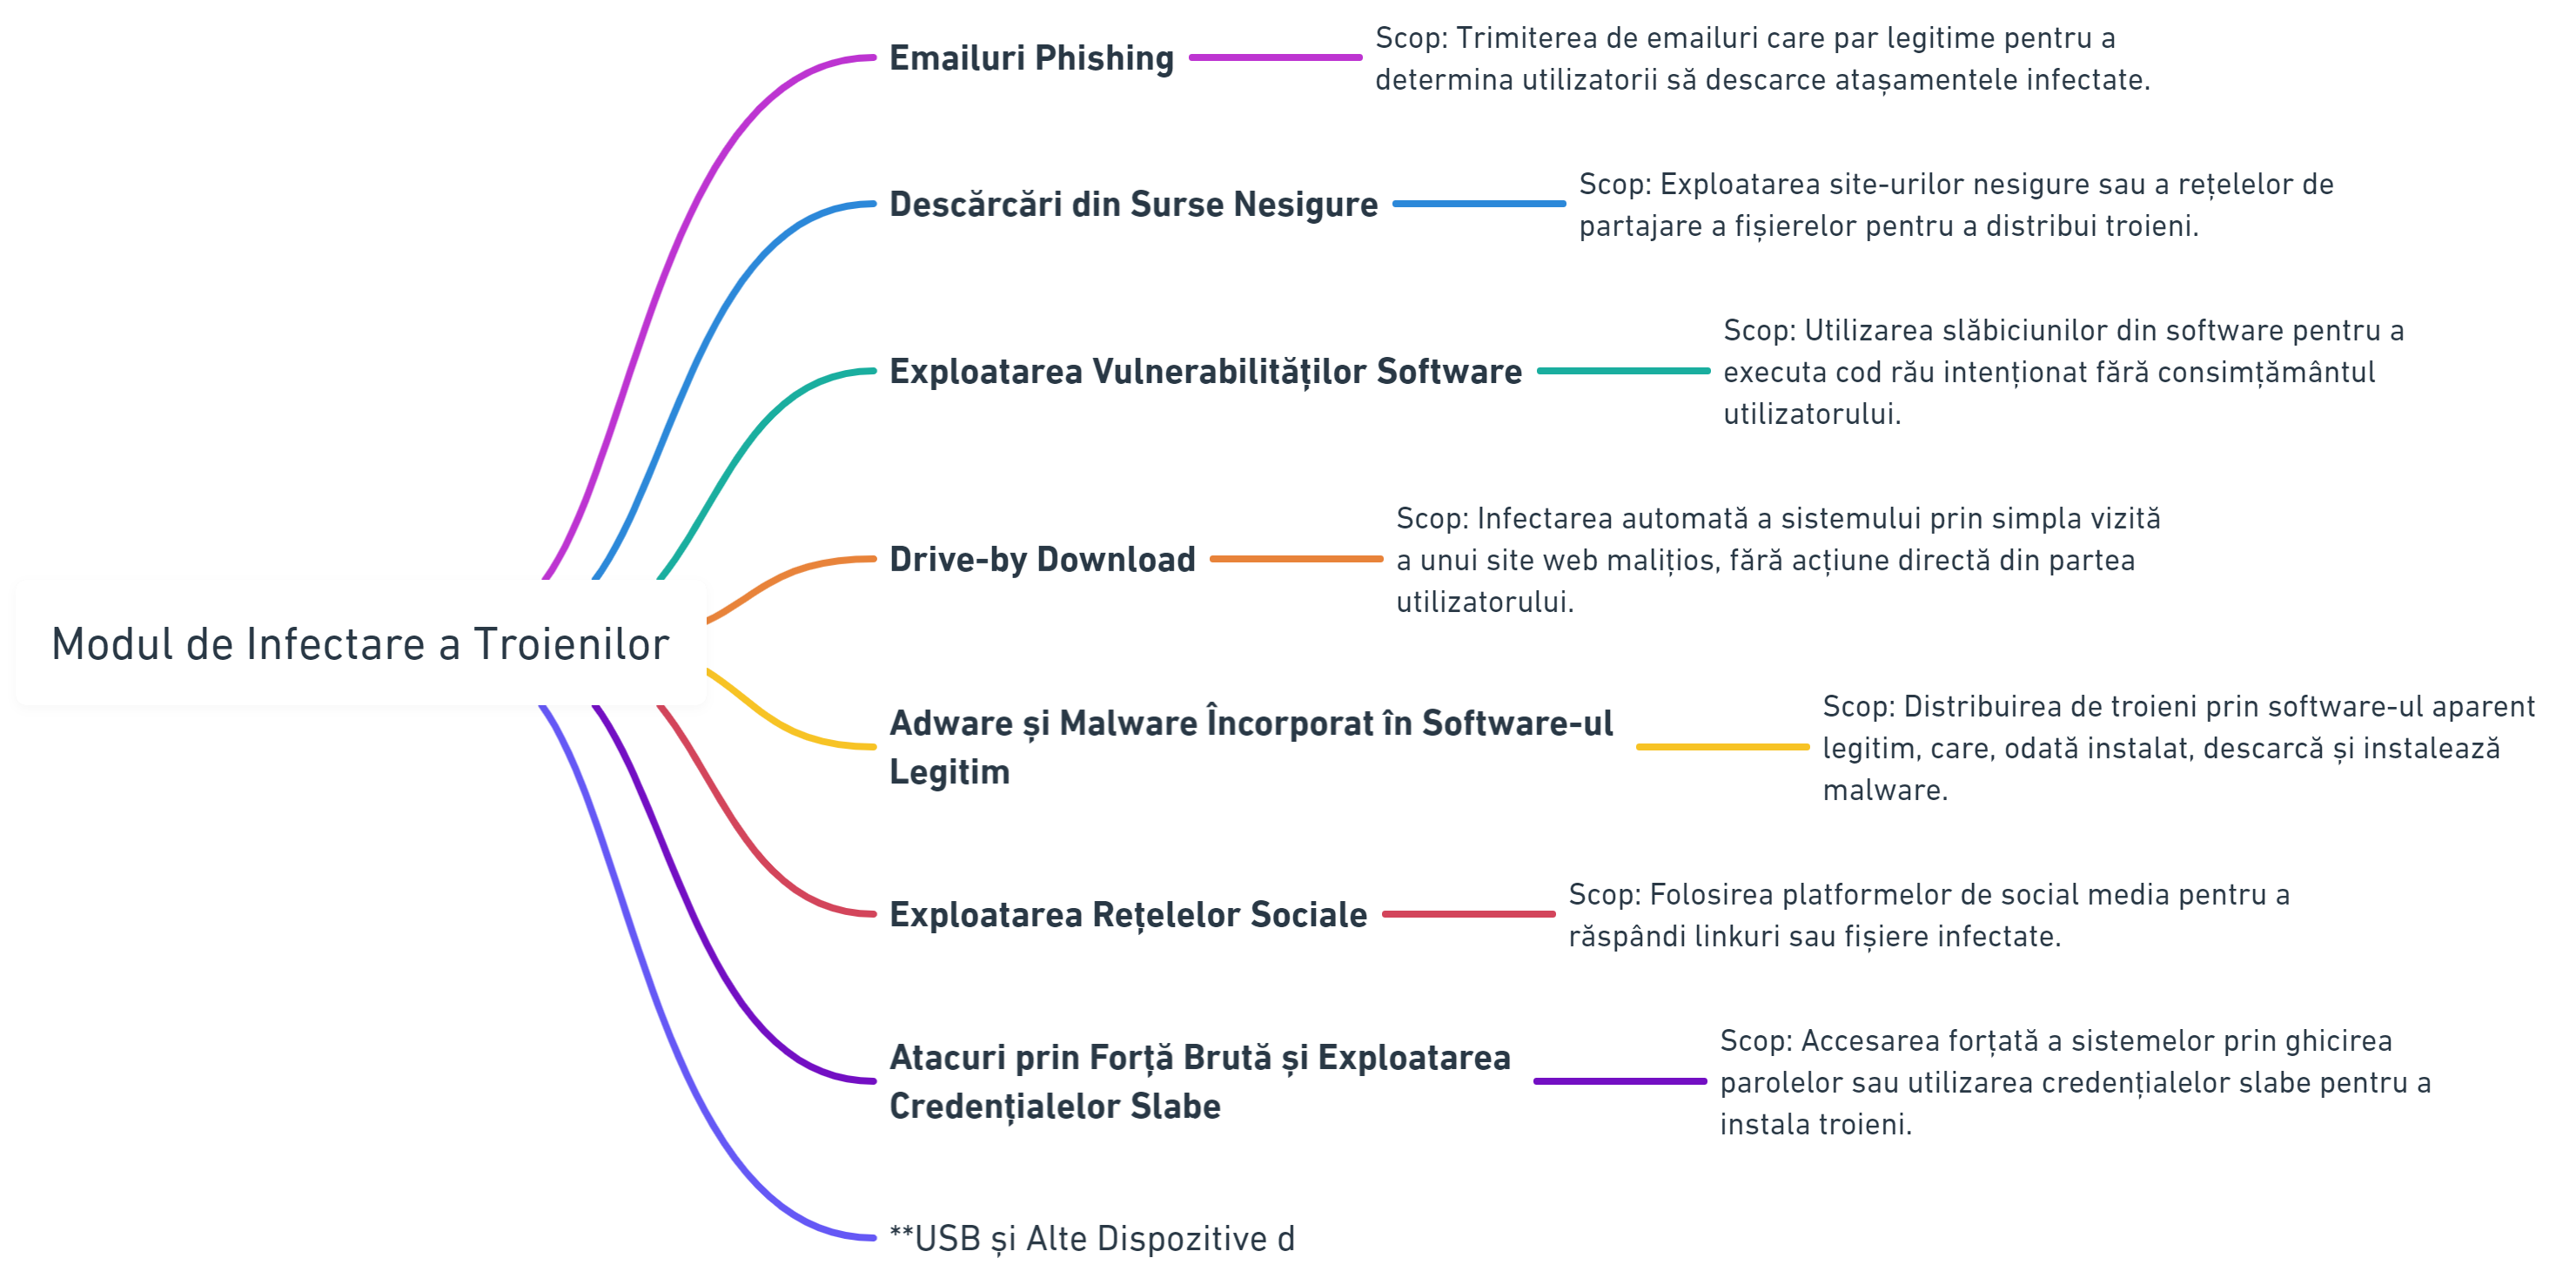 Emailuri Phishing
Scop: Trimiterea de emailuri care par legitime pentru a
determina utilizatorii să descarce atașamentele infectate.
Descărcări din Surse Nesigure
Scop: Exploatarea site-urilor nesigure sau a rețelelor de
partajare a fișierelor pentru a distribui troieni.
Exploatarea Vulnerabilităților Software
Scop: Utilizarea slăbiciunilor din software pentru a
executa cod rău intenționat fără consimțământul
utilizatorului.
Drive-by Download
Scop: Infectarea automată a sistemului prin simpla vizită
a unui site web malițios, fără acțiune directă din partea
utilizatorului.
Modul de Infectare a Troienilor
Adware și Malware Încorporat în Software-ul
Legitim
Scop: Distribuirea de troieni prin software-ul aparent
legitim, care, odată instalat, descarcă și instalează
malware.
Exploatarea Rețelelor Sociale
Scop: Folosirea platformelor de social media pentru a
răspândi linkuri sau fișiere infectate.
Atacuri prin Forță Brută și Exploatarea
Credențialelor Slabe
Scop: Accesarea forțată a sistemelor prin ghicirea
parolelor sau utilizarea credențialelor slabe pentru a
instala troieni.
**USB și Alte Dispozitive d